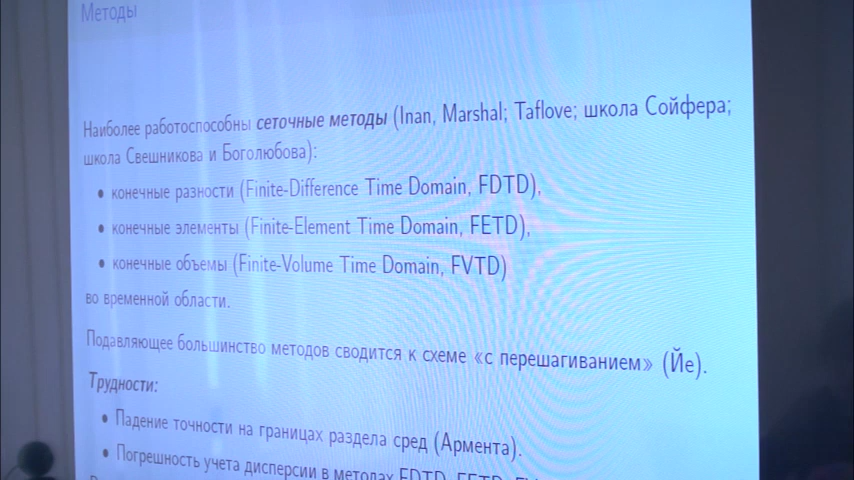 Методы
Наиболее работоспособны сеточные методы (Inan, Marshal; Taflove; школа Сойфера;
школа Свешникова и Боголюбова):
• конечные разности (Finite-Difference Time Domain, FDTD),
• конечные элементы (Finite-Element Time Domain, FETD),
• конечные объемы (Finite-Volume Time Domain, FVTD)
во временной области.
Подавляющее большинство методов сводится к схеме «с перешагиванием» (Йе).
Трудности:
• Падение точности на границах раздела сред (Армента).
• Погрешность учета дисперсии в методах FDTD, FETD,